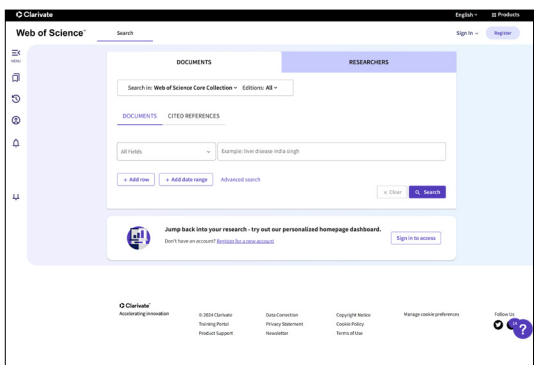 Clarivate
English
Products
Web of Science™
Search
Sign In
Register
MENU
DOCUMENTS
RESEARCHERS
Search in: Web of Science Core Collection Editions: All
DOCUMENTS
CITED REFERENCES
All Fields
Example: liver disease india singh
+ Add row
+ Add date range
Advanced search
× Clear
Search
Jump back into your research - try out our personalized homepage dashboard.
Don't have an account? Register for a new account
Sign in to access
Clarivate™
Accelerating innovation
© 2024 Clarivate
Training Portal
Product Support
Data Correction
Privacy Statement
Newsletter
Copyright Notice
Cookie Policy
Terms of Use
Manage cookie preferences
Follow Us
14
?